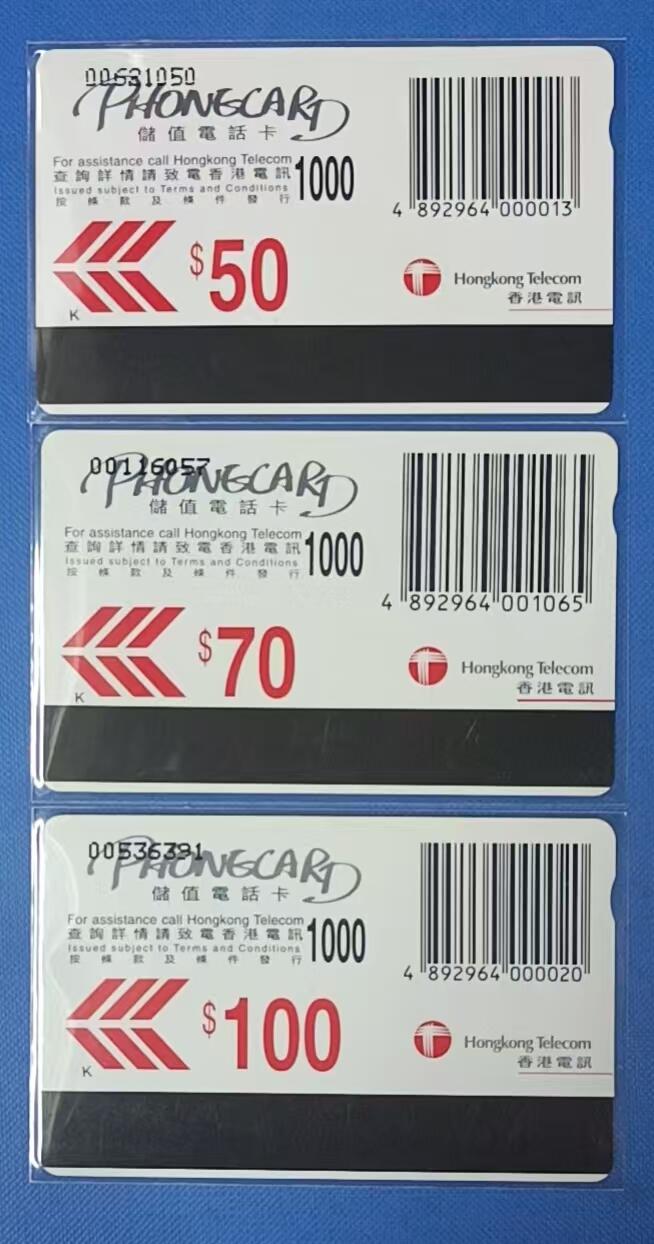 00631050
PHONECARD
儲值電話卡
For assistance call Hongkong Telecom
查詢詳情請致電香港電訊 1000
Issued subject to Terms and Conditions
按條款及條件發行
4 892964 000013
$50
K
Hongkong Telecom
香港電訊
00116057
PHONECARD
儲值電話卡
For assistance call Hongkong Telecom
查詢詳情請致電香港電訊 1000
Issued subject to Terms and Conditions
按條款及條件發行
4 892964 001065
$70
K
Hongkong Telecom
香港電訊
00536391
PHONECARD
儲值電話卡
For assistance call Hongkong Telecom
查詢詳情請致電香港電訊 1000
Issued subject to Terms and Conditions
按條款及條件發行
4 892964 000020
$100
K
Hongkong Telecom
香港電訊